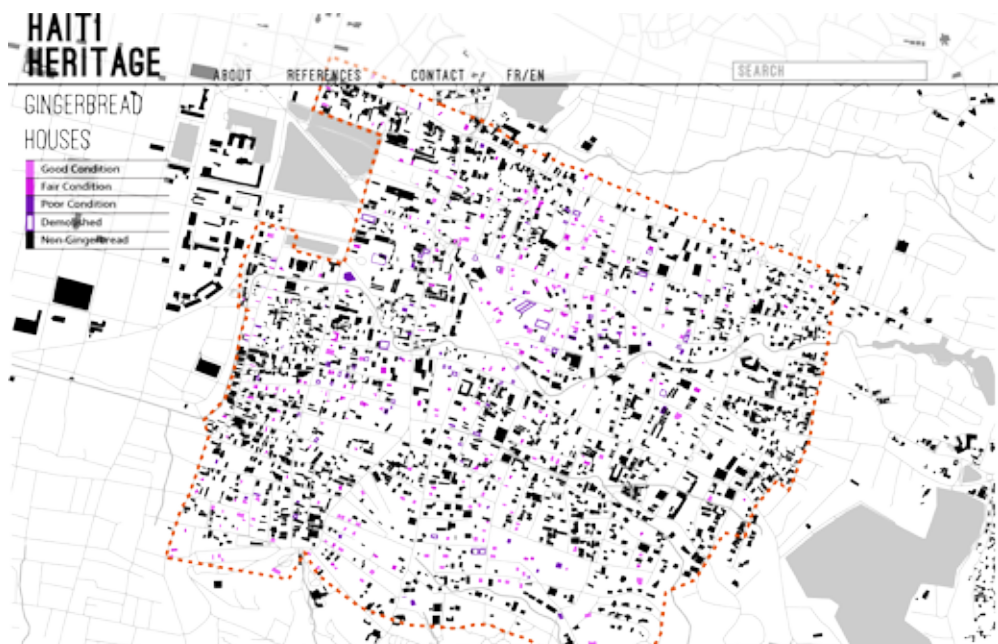 HAITI
HERITAGE
ABOUT REFERENCES CONTACT FR/EN SEARCH
GINGERBREAD
HOUSES
Good Condition
Fair Condition
Poor Condition
Demolished
Non-Gingerbread